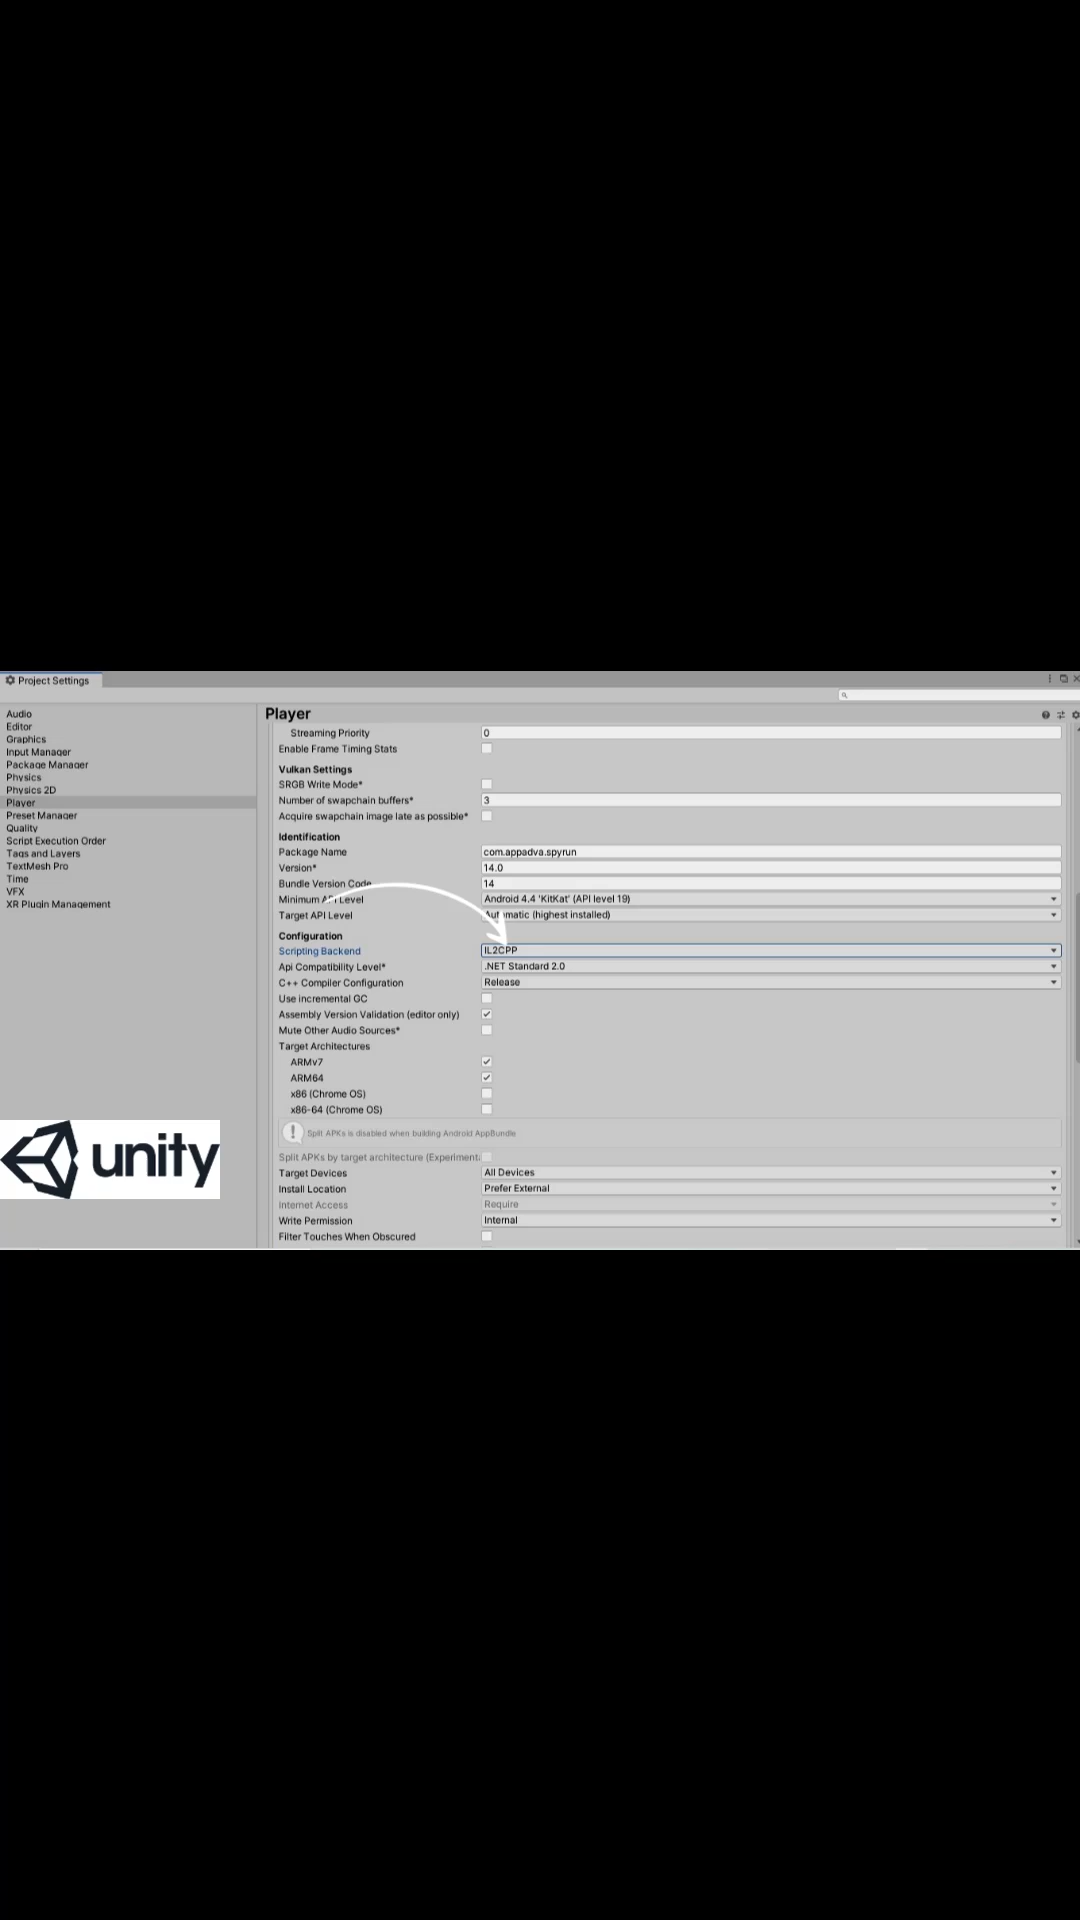 Project Settings
Audio
Editor
Graphics
Input Manager
Package Manager
Physics
Physics 2D
Player
Preset Manager
Quality
Script Execution Order
Tags and Layers
TextMesh Pro
Time
VFX
XR Plugin Management
unity
Player
Streaming Priority 0
Enable Frame Timing Stats
Vulkan Settings
SRGB Write Mode*
Number of swapchain buffers* 3
Acquire swapchain image late as possible*
Identification
Package Name com.appadva.spyrun
Version* 14.0
Bundle Version Code 14
Minimum API Level Android 4.4 'KitKat' (API level 19)
Target API Level Automatic (highest installed)
Configuration
Scripting Backend IL2CPP
Api Compatibility Level* .NET Standard 2.0
C++ Compiler Configuration Release
Use incremental GC
Assembly Version Validation (editor only)
Mute Other Audio Sources*
Target Architectures
ARMv7
ARM64
x86 (Chrome OS)
x86-64 (Chrome OS)
Split APKs is disabled when building Android AppBundle
Split APKs by target architecture (Experiment
Target Devices All Devices
Install Location Prefer External
Internet Access Require
Write Permission Internal
Filter Touches When Obscured